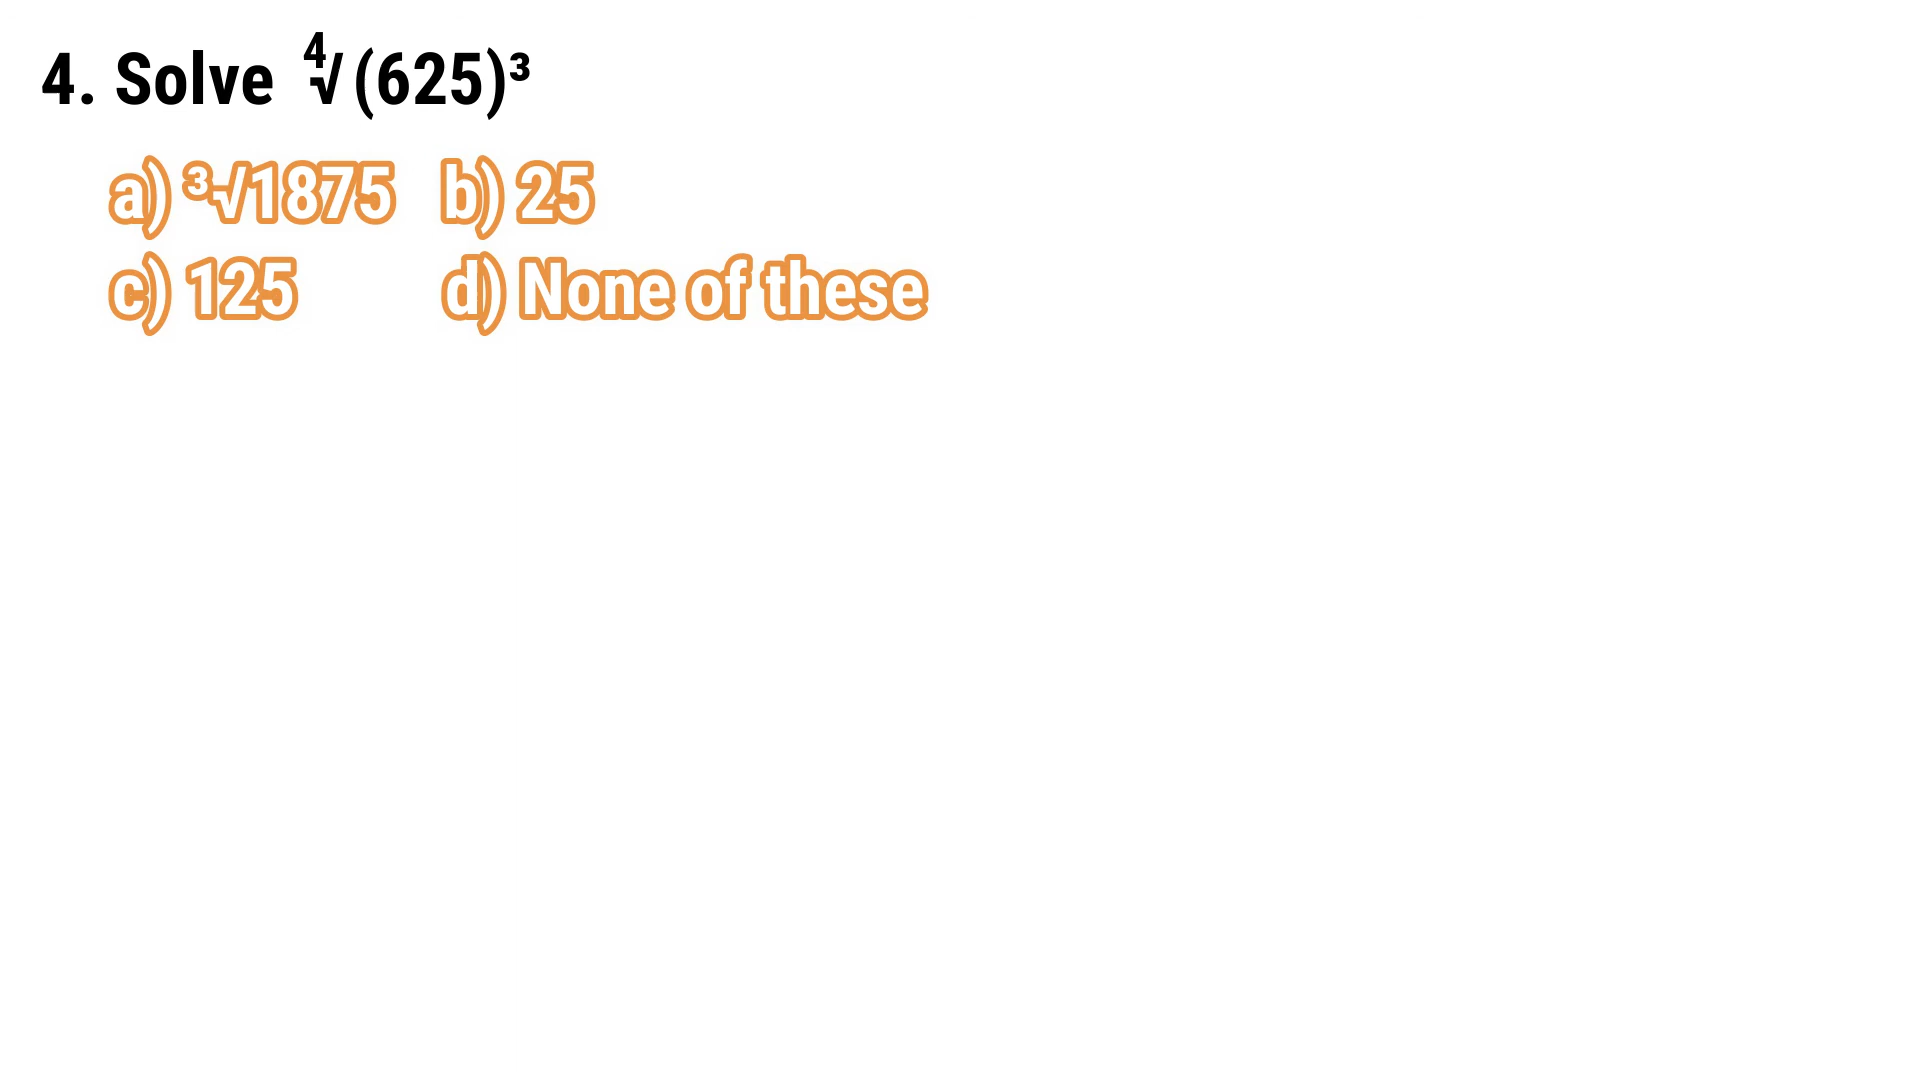 4. Solve ⁴√(625)³
a) ³√1875 b) 25
c) 125 d) None of these